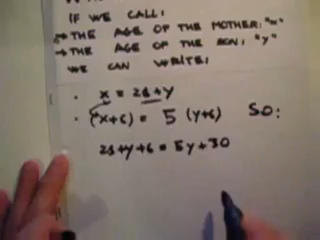 IF WE CALL:
→ THE AGE OF THE MOTHER: "x"
→ THE AGE OF THE SON: "y"
WE CAN WRITE:
· x = 21+y
· (x+6) = 5 (y+6) SO:
21+y+6 = 5y+30